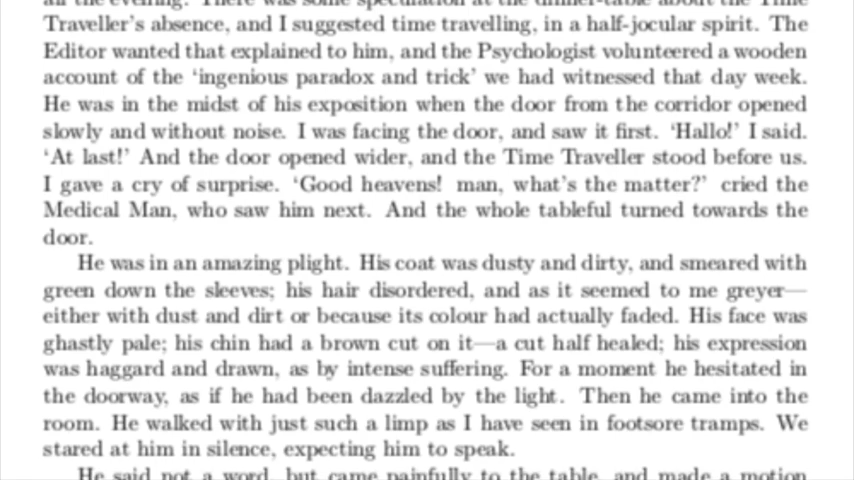 all the evening. There was some speculation at the dinner-table about the Time
Traveller's absence, and I suggested time travelling, in a half-jocular spirit. The
Editor wanted that explained to him, and the Psychologist volunteered a wooden
account of the ‘ingenious paradox and trick’ we had witnessed that day week.
He was in the midst of his exposition when the door from the corridor opened
slowly and without noise. I was facing the door, and saw it first. ‘Hallo!’ I said.
‘At last!’ And the door opened wider, and the Time Traveller stood before us.
I gave a cry of surprise. ‘Good heavens! man, what's the matter?’ cried the
Medical Man, who saw him next. And the whole tableful turned towards the
door.
He was in an amazing plight. His coat was dusty and dirty, and smeared with
green down the sleeves; his hair disordered, and as it seemed to me greyer—
either with dust and dirt or because its colour had actually faded. His face was
ghastly pale; his chin had a brown cut on it—a cut half healed; his expression
was haggard and drawn, as by intense suffering. For a moment he hesitated in
the doorway, as if he had been dazzled by the light. Then he came into the
room. He walked with just such a limp as I have seen in footsore tramps. We
stared at him in silence, expecting him to speak.
He said not a word, but came painfully to the table, and made a motion